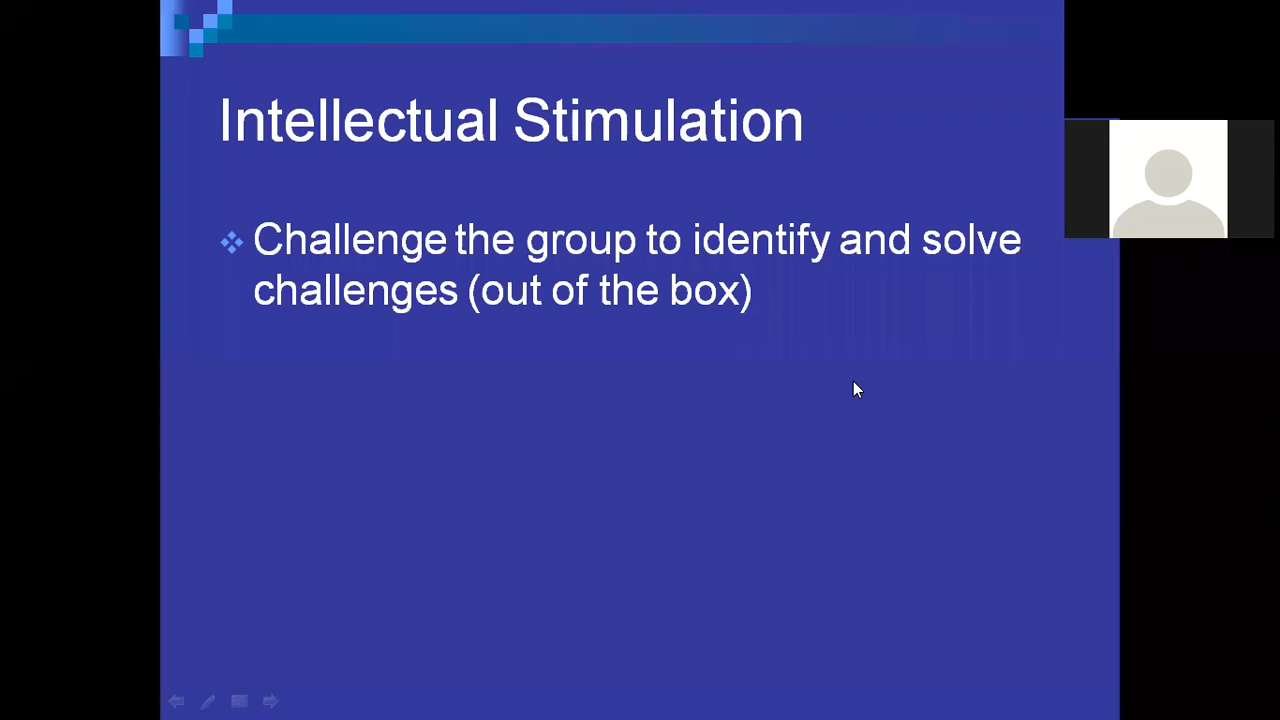 Intellectual Stimulation
Challenge the group to identify and solve
challenges (out of the box)